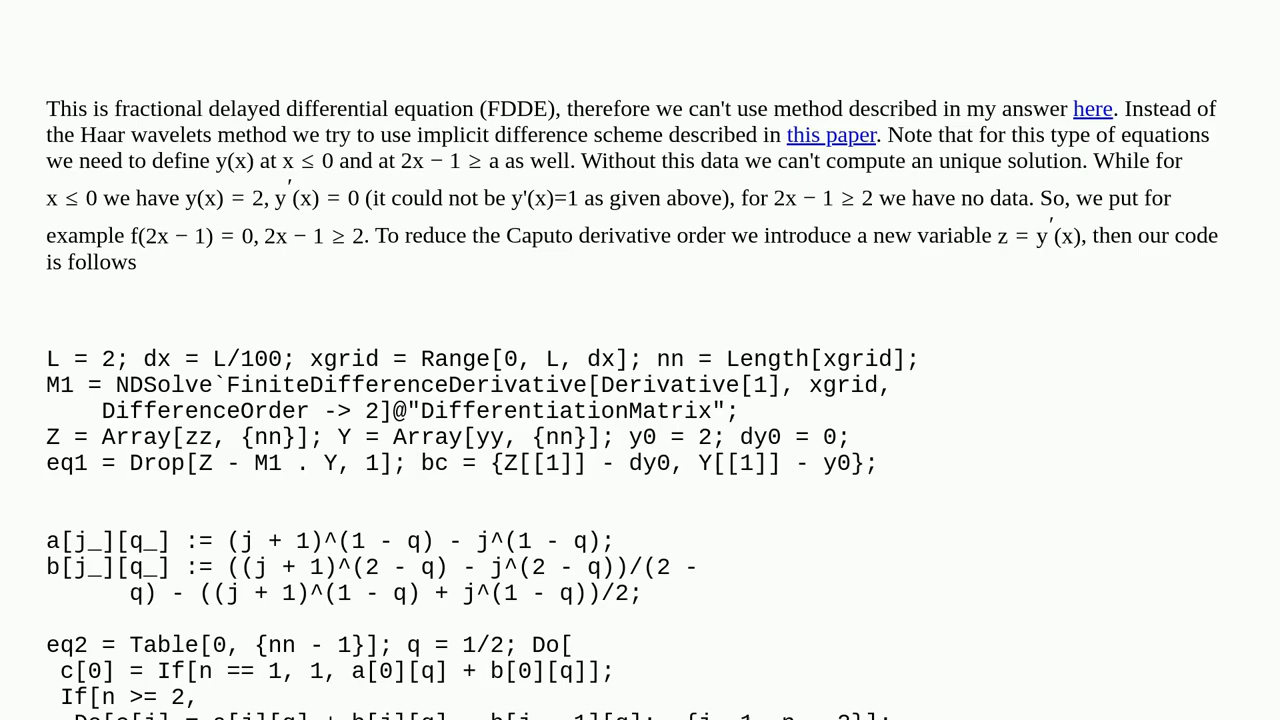 This is fractional delayed differential equation (FDDE), therefore we can't use method described in my answer here. Instead of
the Haar wavelets method we try to use implicit difference scheme described in this paper. Note that for this type of equations
we need to define y(x) at x ≤ 0 and at 2x − 1 ≥ a as well. Without this data we can't compute an unique solution. While for
x ≤ 0 we have y(x) = 2, y′(x) = 0 (it could not be y'(x)=1 as given above), for 2x − 1 ≥ 2 we have no data. So, we put for
example f(2x − 1) = 0, 2x − 1 ≥ 2. To reduce the Caputo derivative order we introduce a new variable z = y′(x), then our code
is follows
L = 2; dx = L/100; xgrid = Range[0, L, dx]; nn = Length[xgrid];
M1 = NDSolve`FiniteDifferenceDerivative[Derivative[1], xgrid,
    DifferenceOrder -> 2]@"DifferentiationMatrix";
Z = Array[zz, {nn}]; Y = Array[yy, {nn}]; y0 = 2; dy0 = 0;
eq1 = Drop[Z - M1 . Y, 1]; bc = {Z[[1]] - dy0, Y[[1]] - y0};
a[j_][q_] := (j + 1)^(1 - q) - j^(1 - q);
b[j_][q_] := ((j + 1)^(2 - q) - j^(2 - q))/(2 -
      q) - ((j + 1)^(1 - q) + j^(1 - q))/2;
eq2 = Table[0, {nn - 1}]; q = 1/2; Do[
 c[0] = If[n == 1, 1, a[0][q] + b[0][q]];
 If[n >= 2,